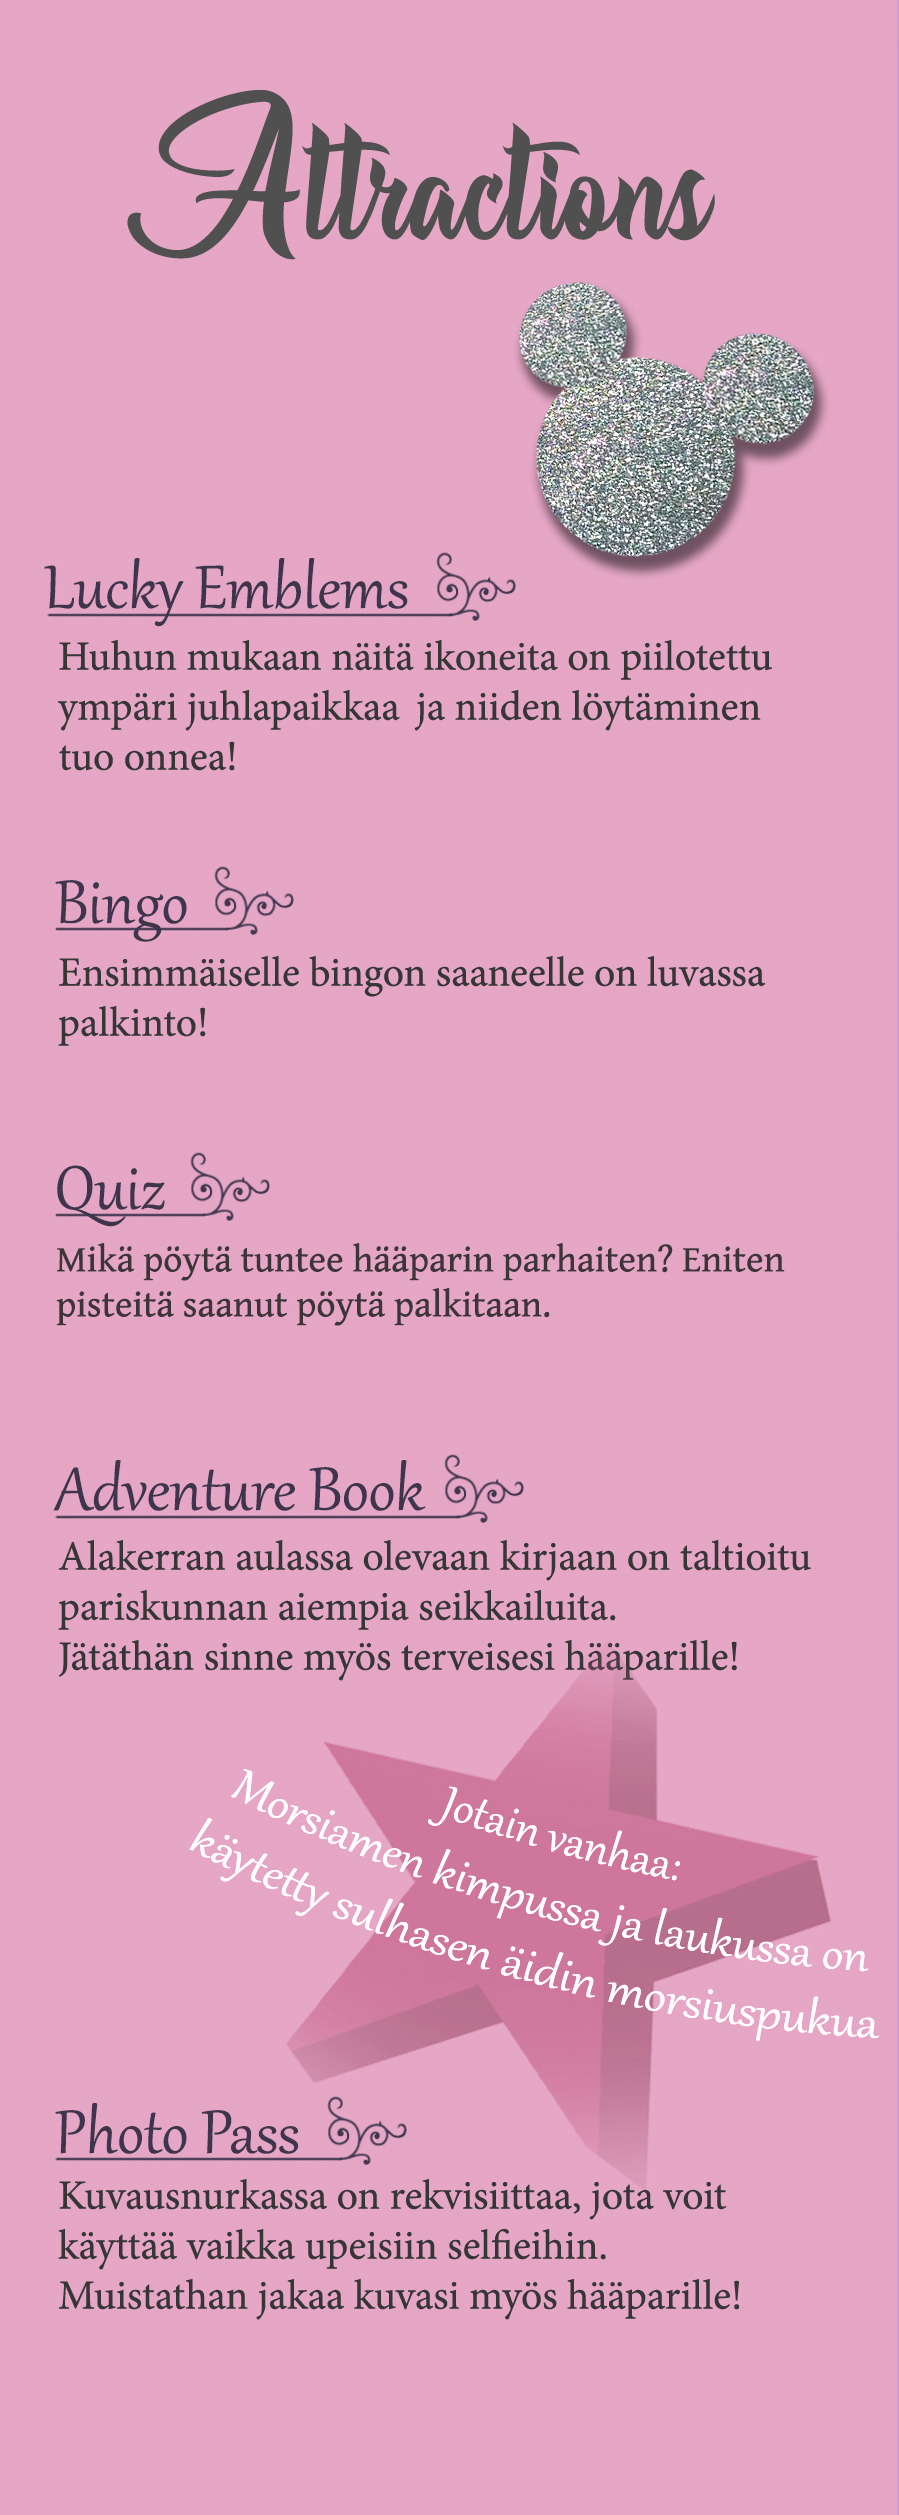 Attractions
Lucky Emblems
Huhun mukaan näitä ikoneita on piilotettu
ympäri juhlapaikkaa ja niiden löytäminen
tuo onnea!
Bingo
Ensimmäiselle bingon saaneelle on luvassa
palkinto!
Quiz
Mikä pöytä tuntee hääparin parhaiten? Eniten
pisteitä saanut pöytä palkitaan.
Adventure Book
Alakerran aulassa olevaan kirjaan on taltioitu
pariskunnan aiempia seikkailuita.
Jätäthän sinne myös terveisesi hääparille!
Jotain vanhaa:
Morsiamen kimpussa ja laukussa on
käytetty sulhasen äidin morsiuspukua
Photo Pass
Kuvausnurkassa on rekvisiittaa, jota voit
käyttää vaikka upeisiin selfieihin.
Muistathan jakaa kuvasi myös hääparille!